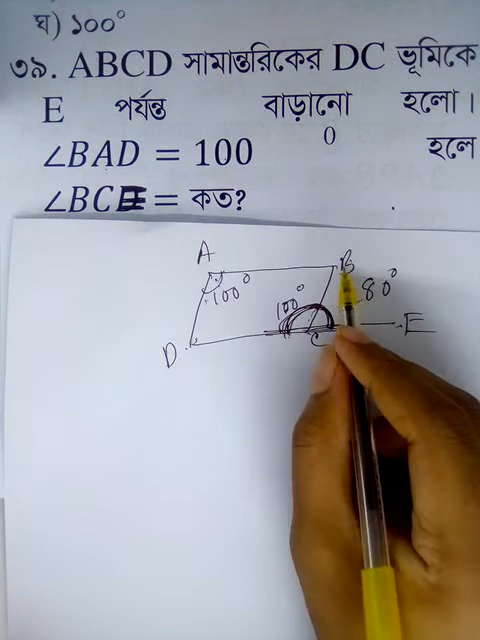 ঘ) ১০০°
৩৯. ABCD সামান্তরিকের DC ভূমিকে
E পর্যন্ত বাড়ানো হলো।
∠BAD = 100 0 হলে
∠BCE = কত?
A B
100° 100° 80°
D C E